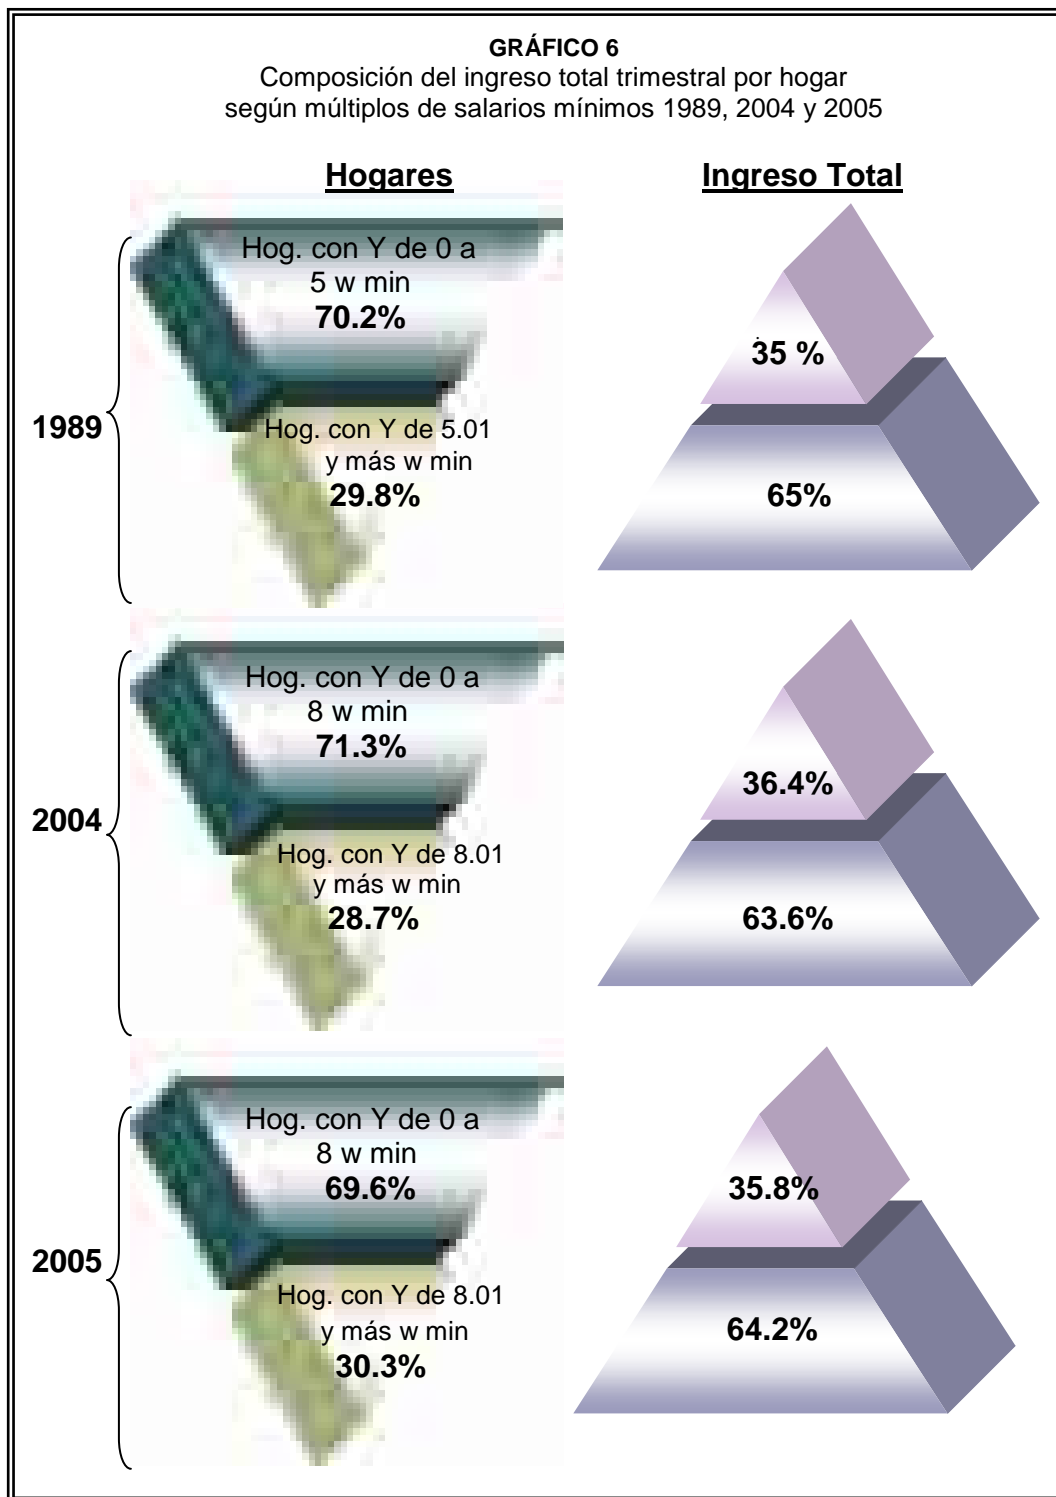 GRÁFICO 6
Composición del ingreso total trimestral por hogar
según múltiplos de salarios mínimos 1989, 2004 y 2005
Hogares
Ingreso Total
1989
Hog. con Y de 0 a
5 w min
70.2%
Hog. con Y de 5.01
y más w min
29.8%
35 %
65%
2004
Hog. con Y de 0 a
8 w min
71.3%
Hog. con Y de 8.01
y más w min
28.7%
36.4%
63.6%
2005
Hog. con Y de 0 a
8 w min
69.6%
Hog. con Y de 8.01
y más w min
30.3%
35.8%
64.2%